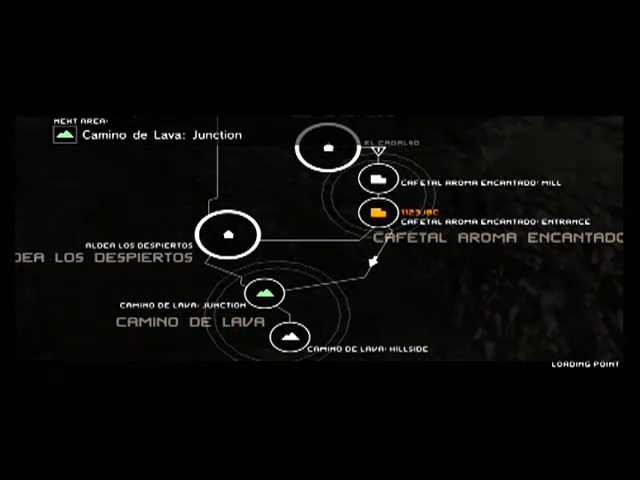 NEXT AREA:
Camino de Lava: Junction
EL CADALSO
CAFETAL AROMA ENCANTADO: MILL
CAFETAL AROMA ENCANTADO: ENTRANCE
CAFETAL AROMA ENCANTADO
ALDEA LOS DESPIERTOS
DEA LOS DESPIERTOS
CAMINO DE LAVA: JUNCTION
CAMINO DE LAVA
CAMINO DE LAVA: HILLSIDE
LOADING POINT